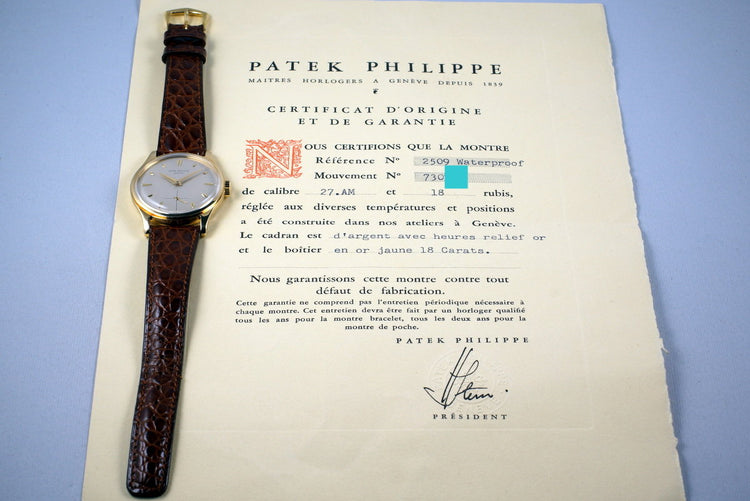 PATEK PHILIPPE
MAITRES HORLOGERS A GENÈVE DEPUIS 1839
CERTIFICAT D'ORIGINE
ET DE GARANTIE
NOUS CERTIFIONS QUE LA MONTRE
Référence Nº 2509 Waterproof
Mouvement Nº 730
de calibre 27.AM et 18 rubis,
réglée aux diverses températures et positions
a été construite dans nos ateliers à Genève.
Le cadran est d'argent avec heures relief or
et le boîtier en or jaune 18 Carats.
Nous garantissons cette montre contre tout
défaut de fabrication.
Cette garantie ne comprend pas l'entretien périodique nécessaire à
chaque montre. Cet entretien devra être fait par un horloger qualifié
tous les ans pour la montre bracelet, tous les deux ans pour la
montre de poche.
PATEK PHILIPPE
PRÉSIDENT